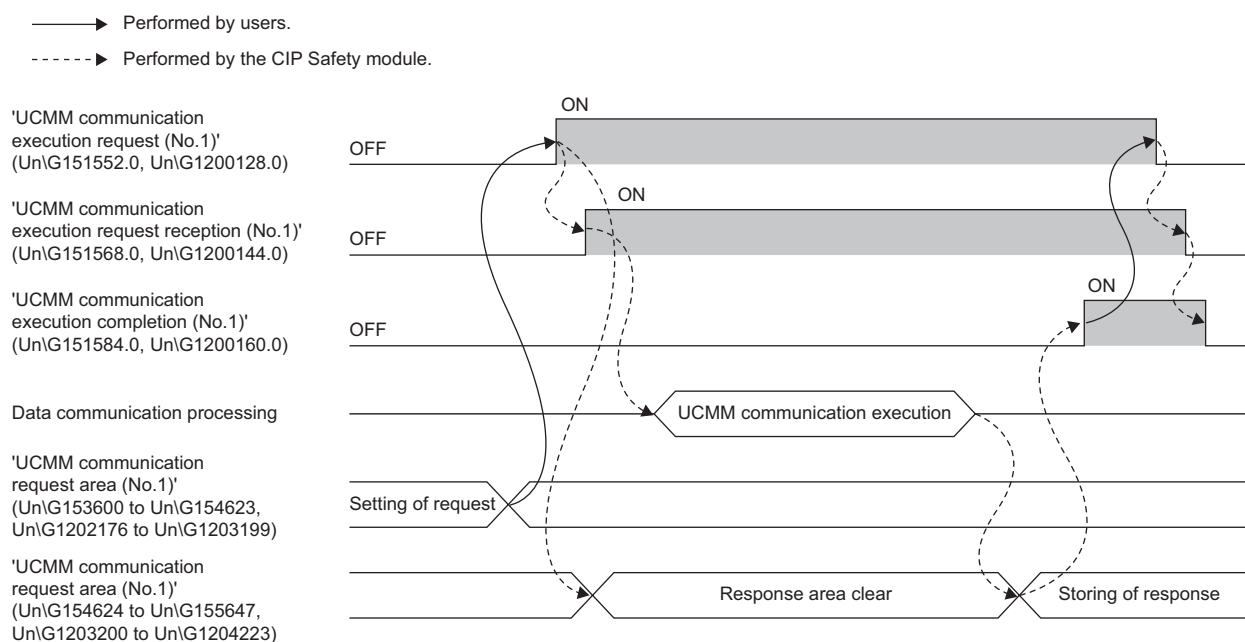 Performed by users.
Performed by the CIP Safety module.
'UCMM communication
execution request (No.1)'
(Un\G151552.0, Un\G1200128.0)
OFF
ON
'UCMM communication
execution request reception (No.1)'
(Un\G151568.0, Un\G1200144.0)
OFF
ON
'UCMM communication
execution completion (No.1)'
(Un\G151584.0, Un\G1200160.0)
OFF
ON
Data communication processing
UCMM communication execution
'UCMM communication
request area (No.1)'
(Un\G153600 to Un\G154623,
Un\G1202176 to Un\G1203199)
Setting of request
'UCMM communication
request area (No.1)'
(Un\G154624 to Un\G155647,
Un\G1203200 to Un\G1204223)
Response area clear
Storing of response